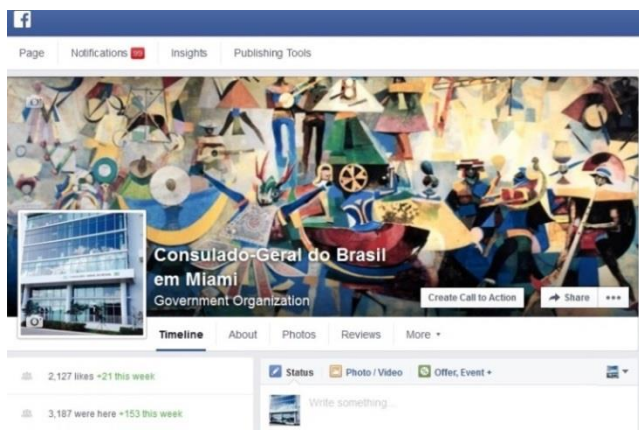 f
Page Notifications 99 Insights Publishing Tools
Consulado-Geral do Brasil
em Miami
Government Organization
Create Call to Action Share •••
Timeline About Photos Reviews More
2,127 likes +21 this week
Status Photo / Video Offer, Event +
Write something...
3,187 were here +153 this week